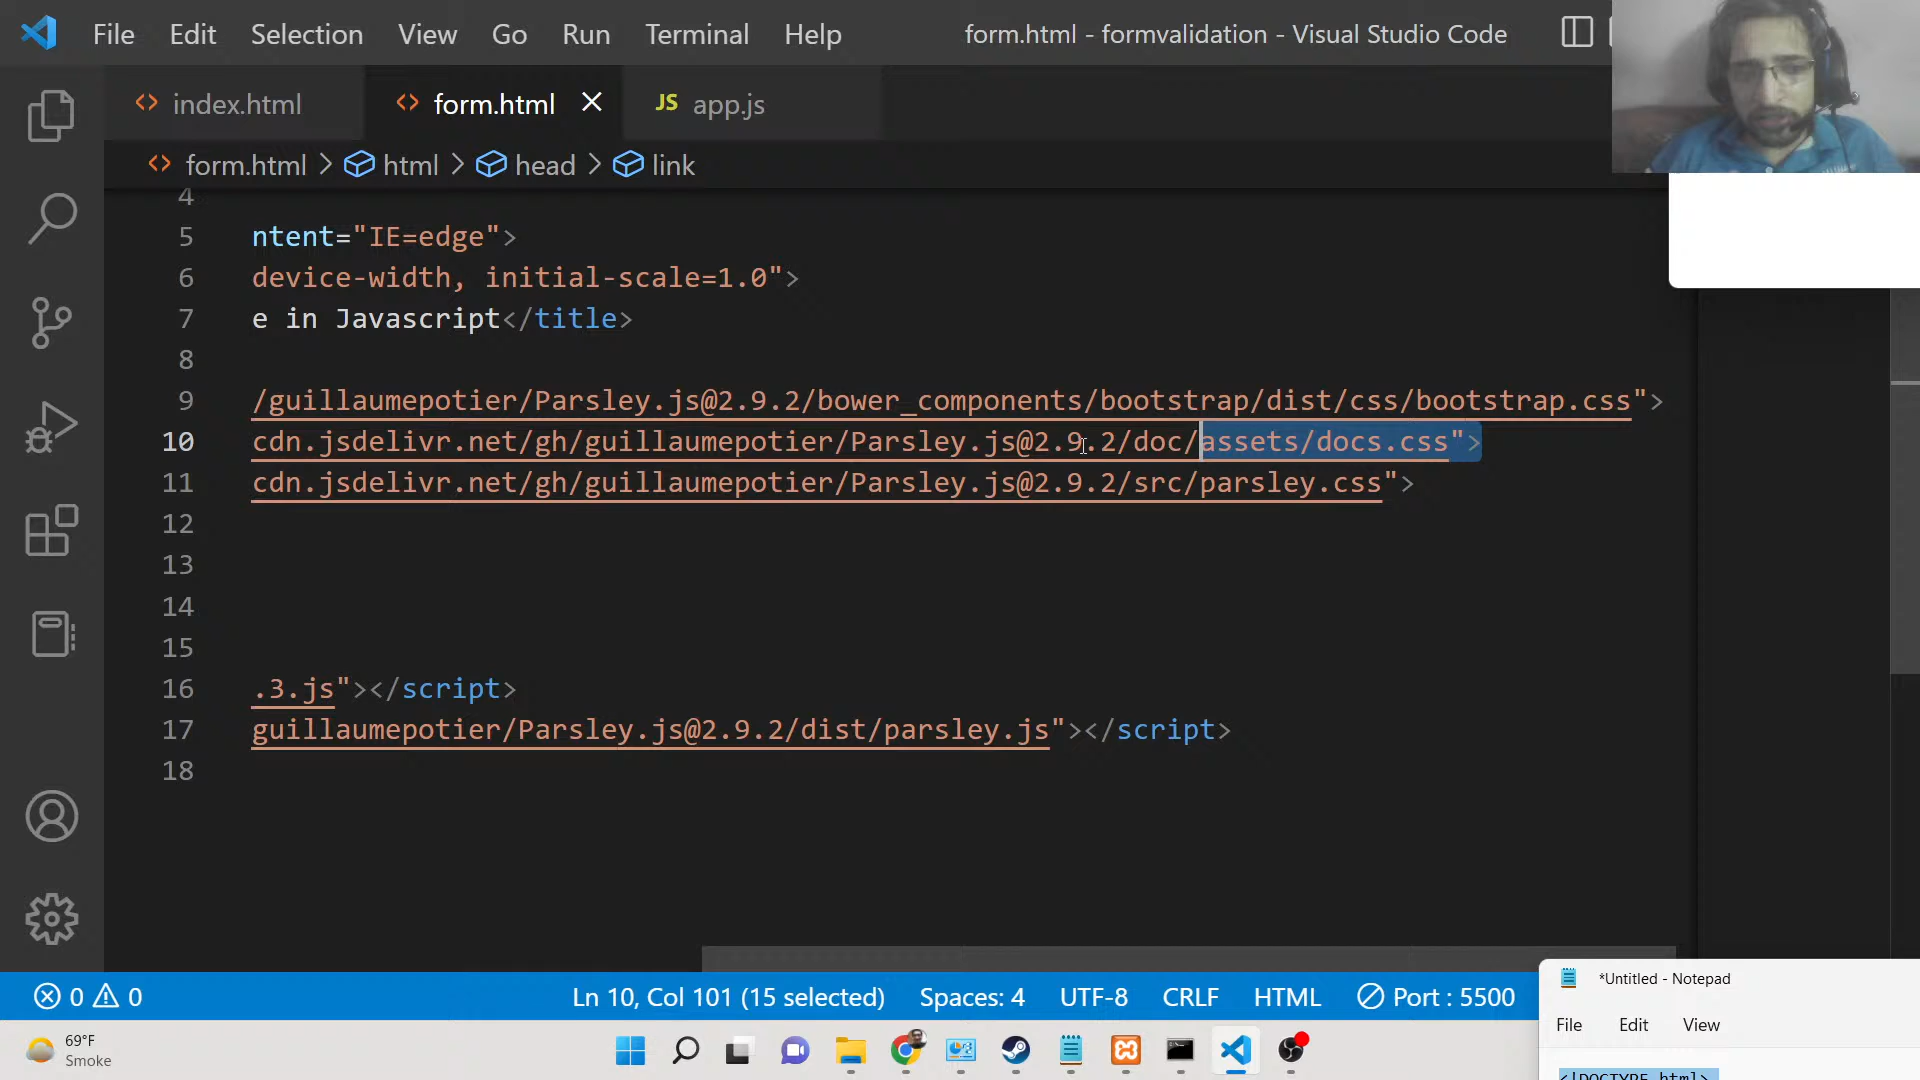 File Edit Selection View Go Run Terminal Help form.html - formvalidation - Visual Studio Code
<> index.html <> form.html × JS app.js
<> form.html > html > head > link
4
5 ntent="IE=edge">
6 device-width, initial-scale=1.0">
7 e in Javascript</title>
8
9 /guillaumepotier/Parsley.js@2.9.2/bower_components/bootstrap/dist/css/bootstrap.css">
10 cdn.jsdelivr.net/gh/guillaumepotier/Parsley.js@2.9.2/doc/assets/docs.css">
11 cdn.jsdelivr.net/gh/guillaumepotier/Parsley.js@2.9.2/src/parsley.css">
12
13
14
15
16 .3.js"></script>
17 guillaumepotier/Parsley.js@2.9.2/dist/parsley.js"></script>
18
0 0 Ln 10, Col 101 (15 selected) Spaces: 4 UTF-8 CRLF HTML Port : 5500
*Untitled - Notepad
File Edit View
<!DOCTYPE html>
69°F
Smoke